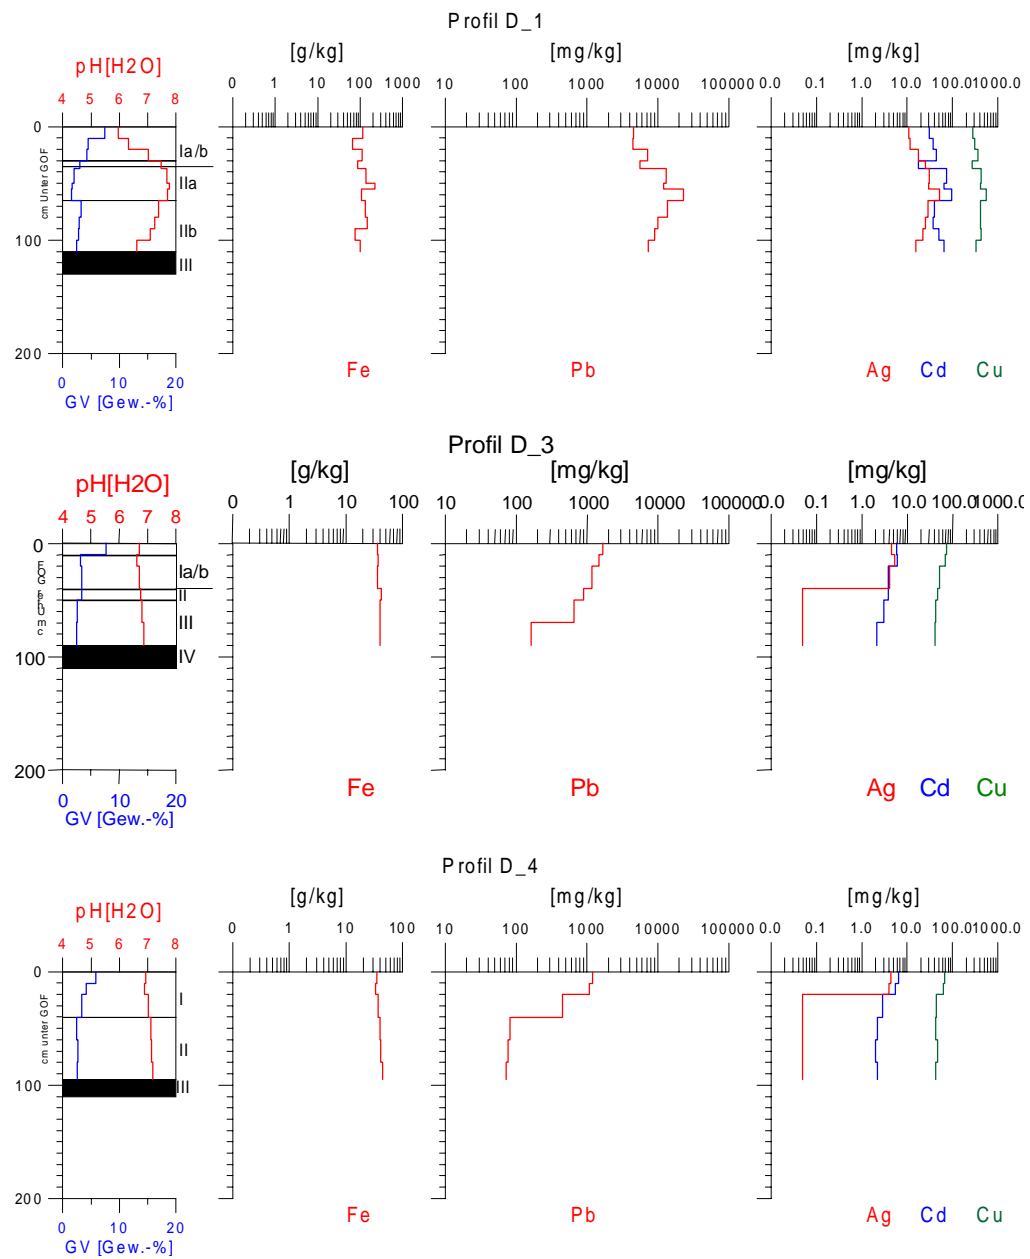 Profil D_1
[g/kg] [mg/kg] [mg/kg]
pH[H2O]
0 1 10 100 1000 10 100 1000 10000 100000 0.0 0.1 1.0 10.0 100.01000.0
4 5 6 7 8
0
cm Unter GOF
Ia/b
IIa
IIb
100
III
200
Fe Pb Ag Cd Cu
0 10 20
GV [Gew.-%]
Profil D_3
[g/kg] [mg/kg] [mg/kg]
pH[H2O]
0 1 10 100 10 100 1000 10000 100000 0.0 0.1 1.0 10.0 100.01000.0
4 5 6 7 8
0
Ia/b
II
III
100
IV
200
Fe Pb Ag Cd Cu
0 10 20
GV [Gew.-%]
Profil D_4
[g/kg] [mg/kg] [mg/kg]
pH[H2O]
0 1 10 100 10 100 1000 10000 100000 0.0 0.1 1.0 10.0 100.01000.0
4 5 6 7 8
0
cm unter GOF
I
II
100
III
200
Fe Pb Ag Cd Cu
0 10 20
GV [Gew.-%]